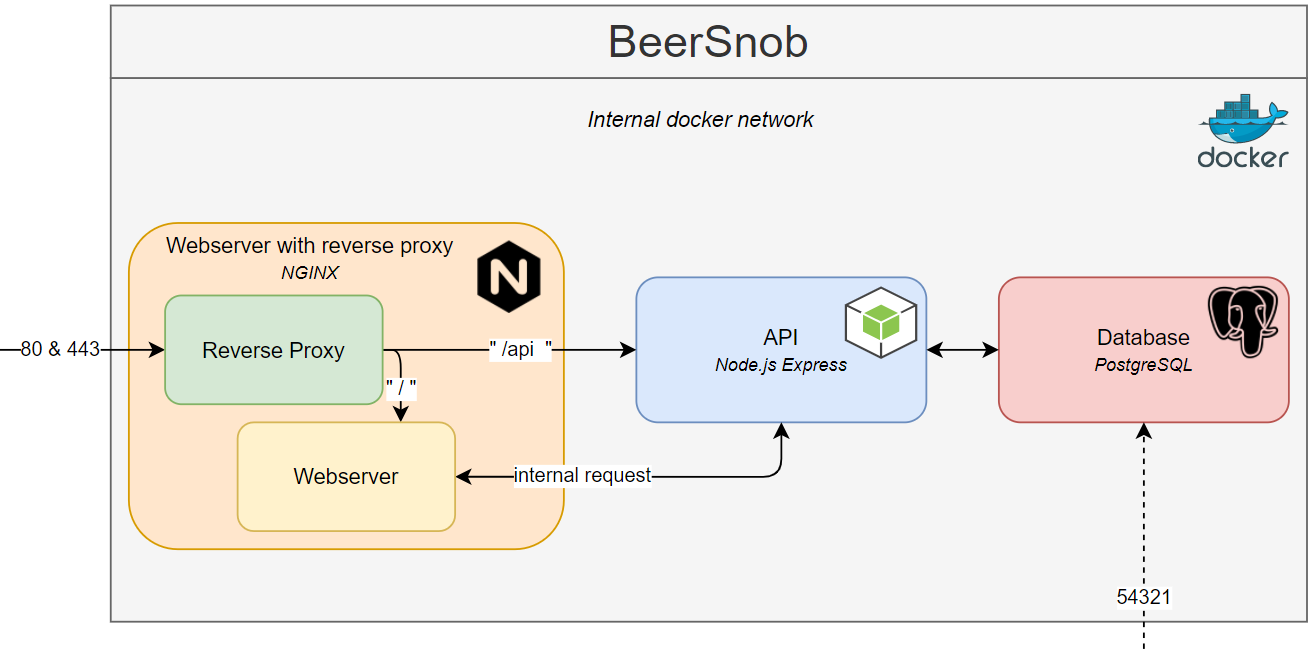 BeerSnob
Internal docker network
docker
Webserver with reverse proxy
NGINX
N
80 & 443
Reverse Proxy
" /api "
" / "
API
Node.js Express
Database
PostgreSQL
Webserver
internal request
54321